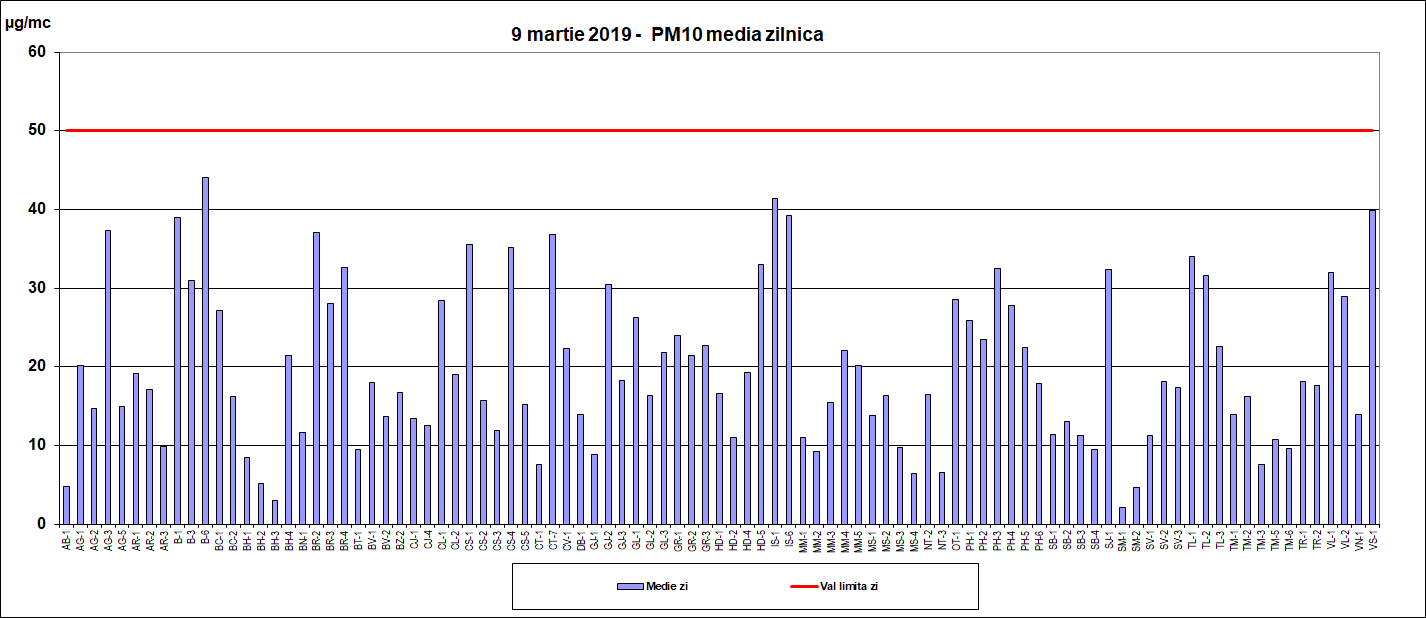 µg/mc
9 martie 2019 - PM10 media zilnica
60
50
40
30
20
10
0
AB-1 AG-1 AG-2 AG-3 AG-5 AR-1 AR-2 AR-3 B-1 B-3 B-6 BC-1 BC-2 BH-1 BH-2 BH-3 BH-4 BN-1 BR-2 BR-3 BR-4 BT-1 BV-1 BV-2 BZ-2 CJ-1 CJ-4 CL-1 CL-2 CS-1 CS-2 CS-3 CS-4 CS-5 CT-1 CT-7 CV-1 DB-1 GJ-1 GJ-2 GJ-3 GL-1 GL-2 GL-3 GR-1 GR-2 GR-3 HD-1 HD-2 HD-4 HD-5 IS-1 IS-6 MM-1 MM-2 MM-3 MM-4 MM-5 MS-1 MS-2 MS-3 MS-4 NT-2 NT-3 OT-1 PH-1 PH-2 PH-3 PH-4 PH-5 PH-6 SB-1 SB-2 SB-3 SB-4 SJ-1 SM-1 SM-2 SV-1 SV-2 SV-3 TL-1 TL-2 TL-3 TM-1 TM-2 TM-3 TM-5 TM-6 TR-1 TR-2 VL-1 VL-2 VN-1 VS-1
Medie zi Val limita zi